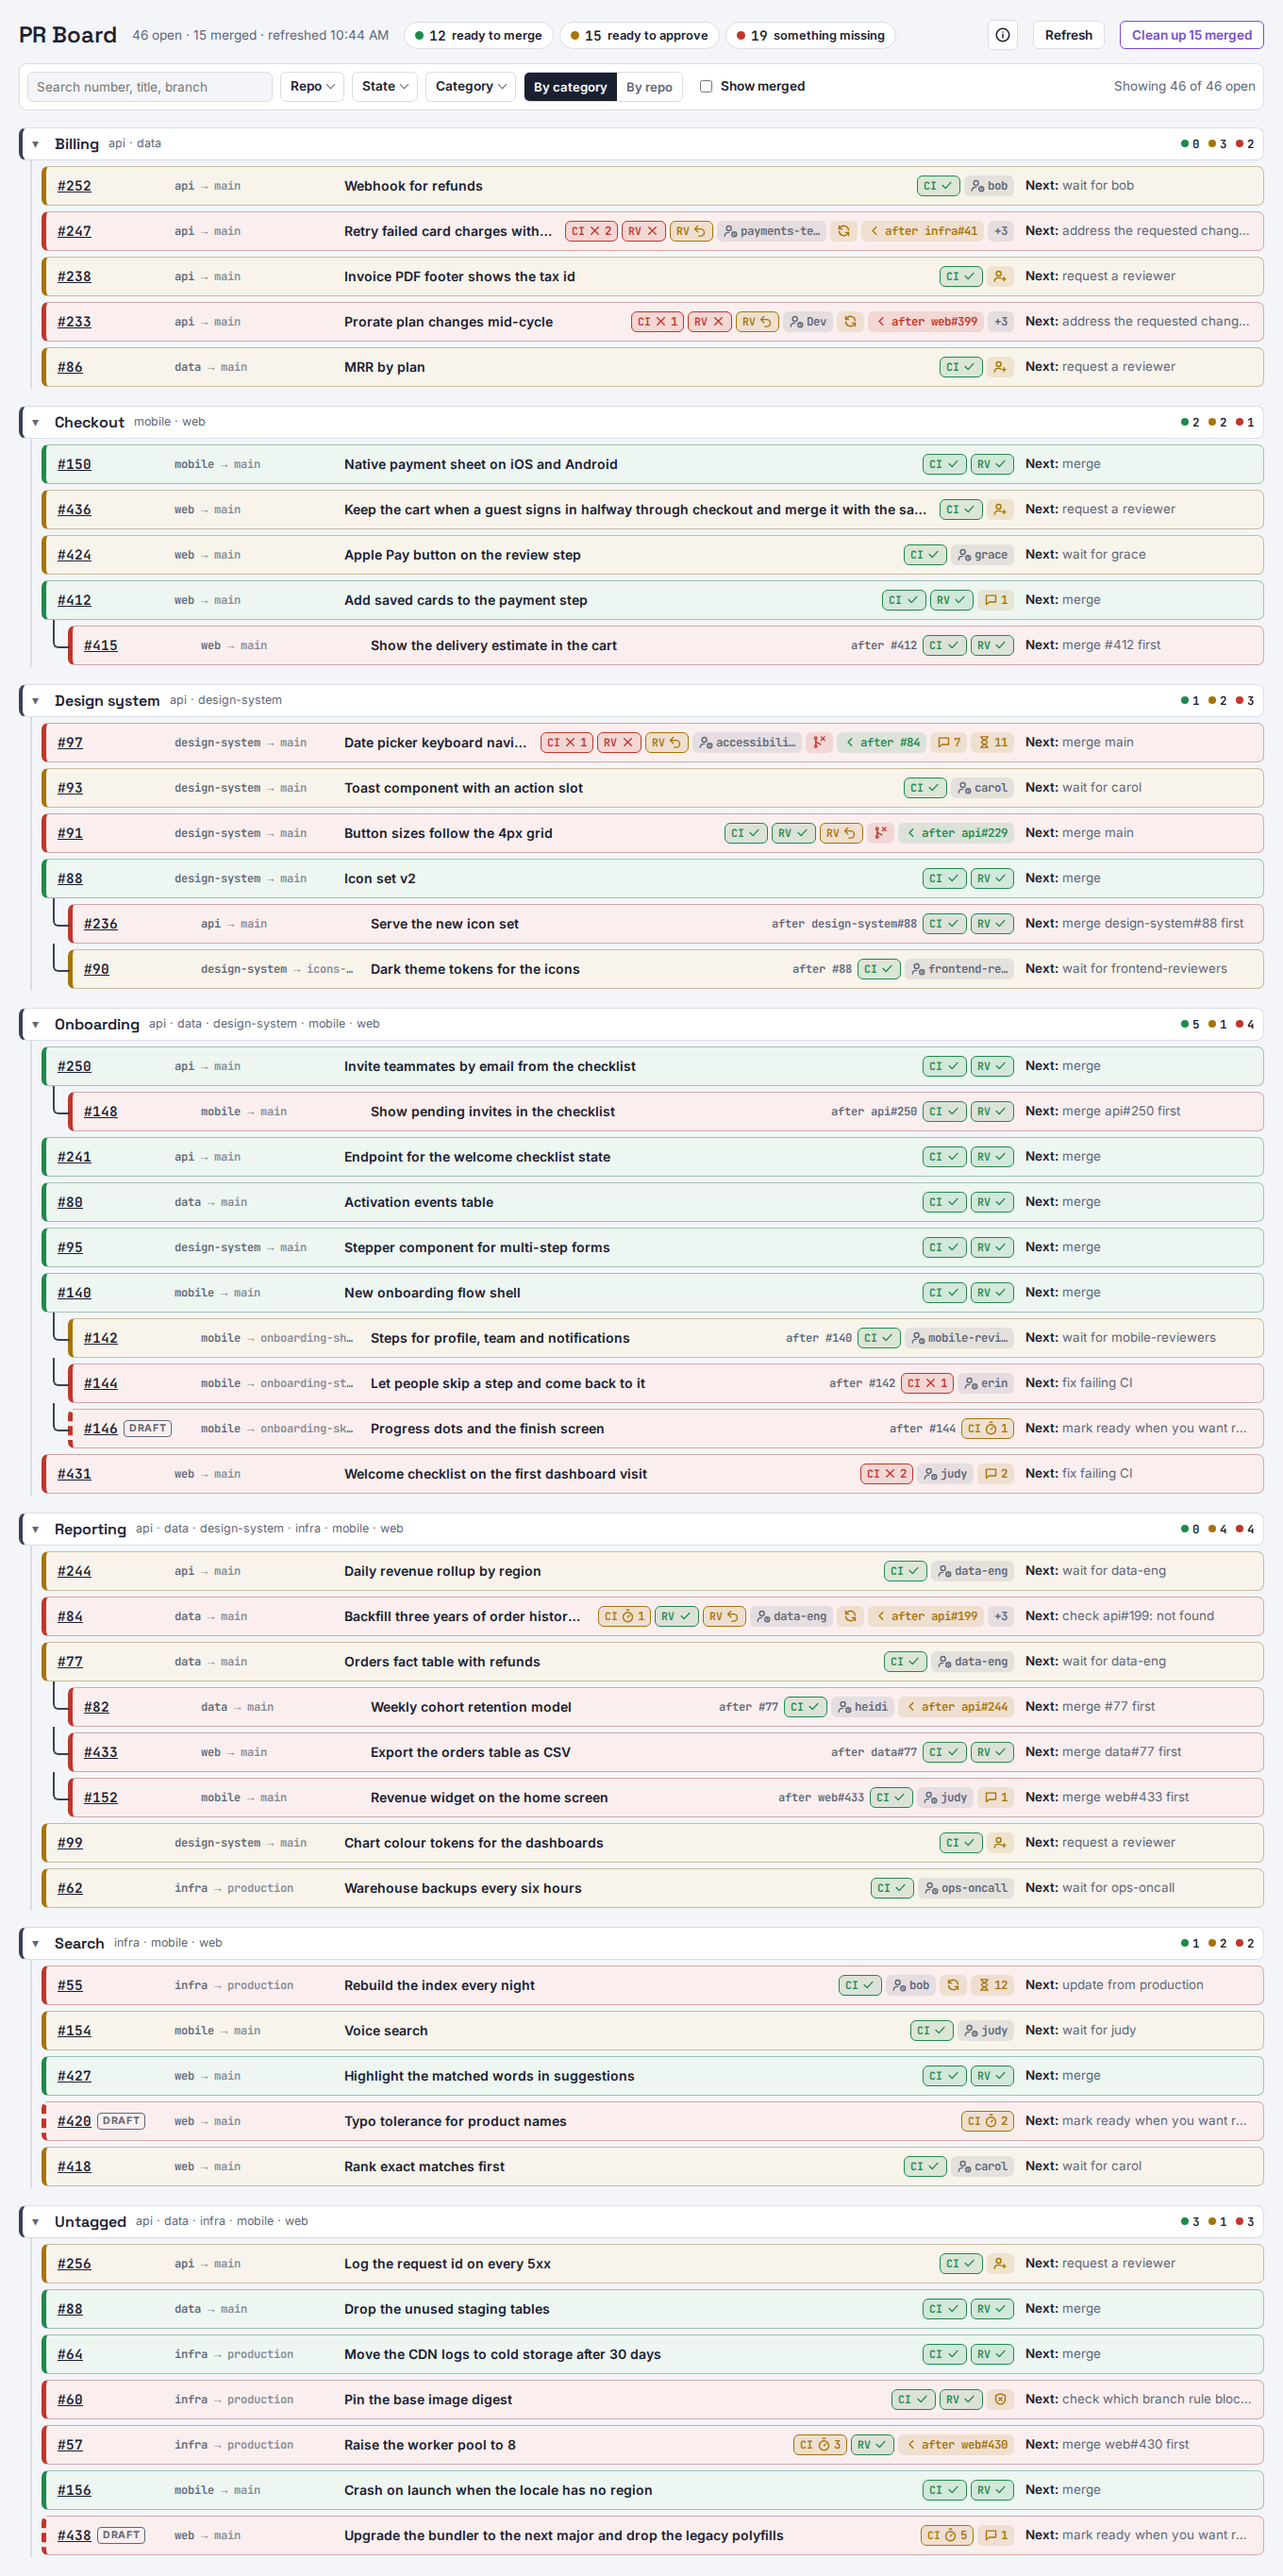 PR Board 46 open · 15 merged · refreshed 10:44 AM 12 ready to merge 15 ready to approve 19 something missing Refresh Clean up 15 merged
Search number, title, branch Repo State Category By category By repo Show merged Showing 46 of 46 open
Billing api · data 0 3 2
#252 api → main Webhook for refunds CI ✓ bob Next: wait for bob
#247 api → main Retry failed card charges with... CI ✕ 2 RV ✕ RV payments-te... < after infra#41 +3 Next: address the requested chang...
#238 api → main Invoice PDF footer shows the tax id CI ✓ Next: request a reviewer
#233 api → main Prorate plan changes mid-cycle CI ✕ 1 RV ✕ RV Dev < after web#399 +3 Next: address the requested chang...
#86 data → main MRR by plan CI ✓ Next: request a reviewer
Checkout mobile · web 2 2 1
#150 mobile → main Native payment sheet on iOS and Android CI ✓ RV ✓ Next: merge
#436 web → main Keep the cart when a guest signs in halfway through checkout and merge it with the sa... CI ✓ Next: request a reviewer
#424 web → main Apple Pay button on the review step CI ✓ grace Next: wait for grace
#412 web → main Add saved cards to the payment step CI ✓ RV ✓ 1 Next: merge
#415 web → main Show the delivery estimate in the cart after #412 CI ✓ RV ✓ Next: merge #412 first
Design system api · design-system 1 2 3
#97 design-system → main Date picker keyboard navi... CI ✕ 1 RV ✕ RV accessibili... < after #84 7 11 Next: merge main
#93 design-system → main Toast component with an action slot CI ✓ carol Next: wait for carol
#91 design-system → main Button sizes follow the 4px grid CI ✓ RV ✓ RV < after api#229 Next: merge main
#88 design-system → main Icon set v2 CI ✓ RV ✓ Next: merge
#236 api → main Serve the new icon set after design-system#88 CI ✓ RV ✓ Next: merge design-system#88 first
#90 design-system → icons-... Dark theme tokens for the icons after #88 CI ✓ frontend-re... Next: wait for frontend-reviewers
Onboarding api · data · design-system · mobile · web 5 1 4
#250 api → main Invite teammates by email from the checklist CI ✓ RV ✓ Next: merge
#148 mobile → main Show pending invites in the checklist after api#250 CI ✓ RV ✓ Next: merge api#250 first
#241 api → main Endpoint for the welcome checklist state CI ✓ RV ✓ Next: merge
#80 data → main Activation events table CI ✓ RV ✓ Next: merge
#95 design-system → main Stepper component for multi-step forms CI ✓ RV ✓ Next: merge
#140 mobile → main New onboarding flow shell CI ✓ RV ✓ Next: merge
#142 mobile → onboarding-sh... Steps for profile, team and notifications after #140 CI ✓ mobile-revi... Next: wait for mobile-reviewers
#144 mobile → onboarding-st... Let people skip a step and come back to it after #142 CI ✕ 1 erin Next: fix failing CI
#146 DRAFT mobile → onboarding-sk... Progress dots and the finish screen after #144 CI 1 Next: mark ready when you want r...
#431 web → main Welcome checklist on the first dashboard visit CI ✕ 2 judy 2 Next: fix failing CI
Reporting api · data · design-system · infra · mobile · web 0 4 4
#244 api → main Daily revenue rollup by region CI ✓ data-eng Next: wait for data-eng
#84 data → main Backfill three years of order histor... CI 1 RV ✓ RV data-eng < after api#199 +3 Next: check api#199: not found
#77 data → main Orders fact table with refunds CI ✓ data-eng Next: wait for data-eng
#82 data → main Weekly cohort retention model after #77 CI ✓ heidi < after api#244 Next: merge #77 first
#433 web → main Export the orders table as CSV after data#77 CI ✓ RV ✓ Next: merge data#77 first
#152 mobile → main Revenue widget on the home screen after web#433 CI ✓ judy 1 Next: merge web#433 first
#99 design-system → main Chart colour tokens for the dashboards CI ✓ Next: request a reviewer
#62 infra → production Warehouse backups every six hours CI ✓ ops-oncall Next: wait for ops-oncall
Search infra · mobile · web 1 2 2
#55 infra → production Rebuild the index every night CI ✓ bob 12 Next: update from production
#154 mobile → main Voice search CI ✓ judy Next: wait for judy
#427 web → main Highlight the matched words in suggestions CI ✓ RV ✓ Next: merge
#420 DRAFT web → main Typo tolerance for product names CI 2 Next: mark ready when you want r...
#418 web → main Rank exact matches first CI ✓ carol Next: wait for carol
Untagged api · data · infra · mobile · web 3 1 3
#256 api → main Log the request id on every 5xx CI ✓ Next: request a reviewer
#88 data → main Drop the unused staging tables CI ✓ RV ✓ Next: merge
#64 infra → production Move the CDN logs to cold storage after 30 days CI ✓ RV ✓ Next: merge
#60 infra → production Pin the base image digest CI ✓ RV ✓ Next: check which branch rule bloc...
#57 infra → production Raise the worker pool to 8 CI 3 RV ✓ < after web#430 Next: merge web#430 first
#156 mobile → main Crash on launch when the locale has no region CI ✓ RV ✓ Next: merge
#438 DRAFT web → main Upgrade the bundler to the next major and drop the legacy polyfills CI 5 1 Next: mark ready when you want r...